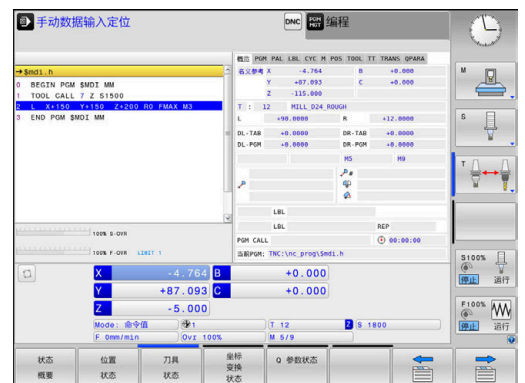 手动数据输入定位 DNC PGM MGT 编程
概览 PGM PAL LBL CYC M POS TOOL TT TRANS QPARA
→$mdi.h
0 BEGIN PGM $MDI MM
1 TOOL CALL 7 Z S1500
2 L X+150 Y+150 Z+200 R0 FMAX M3
3 END PGM $MDI MM
名义参考 X -4.764 B +0.000
Y +87.093 C +0.000
Z -115.000
T : 12 MILL_D24_ROUGH
L +90.0000 R +12.0000
DL-TAB +0.0000 DR-TAB +0.0000
DL-PGM +0.0000 DR-PGM +0.0000
M5 M9
LBL
LBL REP
PGM CALL 00:00:00
当前PGM: TNC:\nc_prog\$mdi.h
100% S-OVR
100% F-OVR LIMIT 1
X -4.764 B +0.000
Y +87.093 C +0.000
Z -5.000
Mode: 命令值 1 T 12 Z S 1800
F 0mm/min Ovr 100% M 5/9
M
S
T
S100%
停止 运行
F100%
停止 运行
状态 概要
位置 状态
刀具 状态
坐标 变换 状态
Q 参数状态